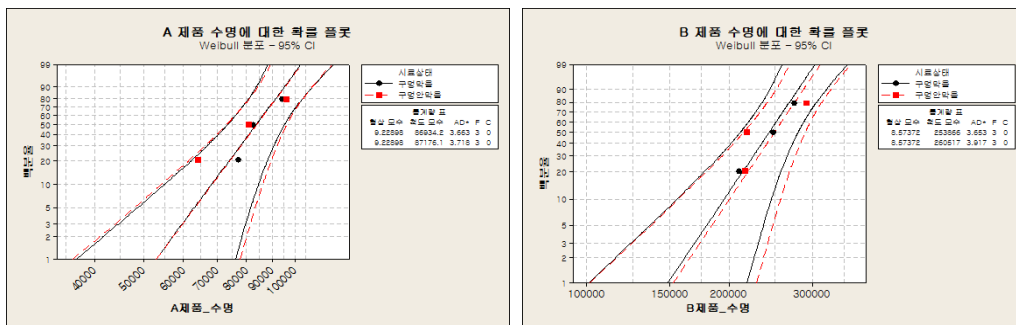 A 제품 수명에 대한 확률 플롯
Weibull 분포 - 95% CI
99
90
80
70
60
50
40
30
20
10
5
3
2
1
백분율
40000
50000
60000
70000
80000
90000
100000
A제품_수명
시료상태
구멍막음
구멍안막음
통계량 표
형상 모수 척도 모수 AD* F C
9.22898 86934.2 3.663 3 0
9.22898 87176.1 3.718 3 0
B 제품 수명에 대한 확률 플롯
Weibull 분포 - 95% CI
99
90
80
70
60
50
40
30
20
10
5
3
2
1
백분율
100000
150000
200000
300000
B제품_수명
시료상태
구멍막음
구멍안막음
통계량 표
형상 모수 척도 모수 AD* F C
8.57372 253866 3.653 3 0
8.57372 260517 3.917 3 0